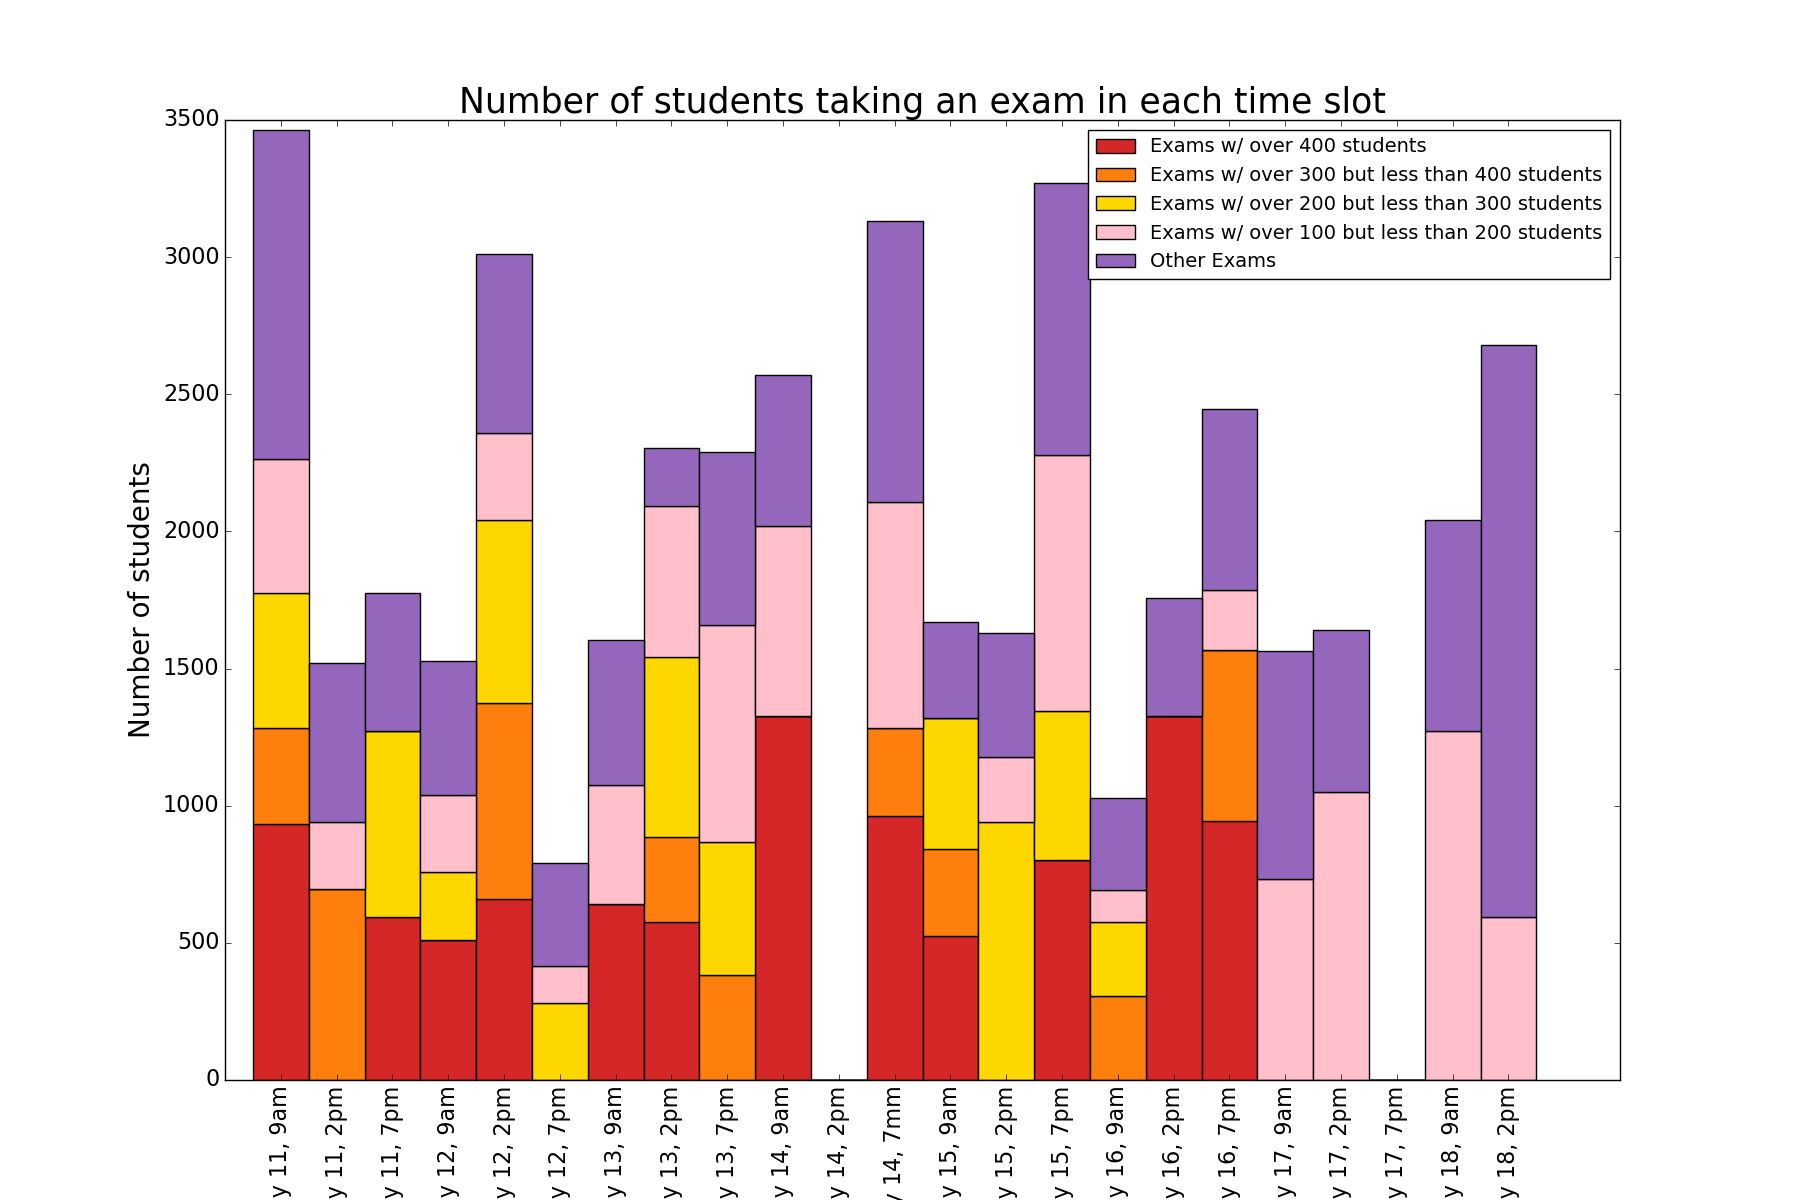 Number of students taking an exam in each time slot
Exams w/ over 400 students
Exams w/ over 300 but less than 400 students
Exams w/ over 200 but less than 300 students
Exams w/ over 100 but less than 200 students
Other Exams
Number of students
3500
3000
2500
2000
1500
1000
500
0
y 11, 9am
y 11, 2pm
y 11, 7pm
y 12, 9am
y 12, 2pm
y 12, 7pm
y 13, 9am
y 13, 2pm
y 13, 7pm
y 14, 9am
y 14, 2pm
y 14, 7mm
y 15, 9am
y 15, 2pm
y 15, 7pm
y 16, 9am
y 16, 2pm
y 16, 7pm
y 17, 9am
y 17, 2pm
y 17, 7pm
y 18, 9am
y 18, 2pm